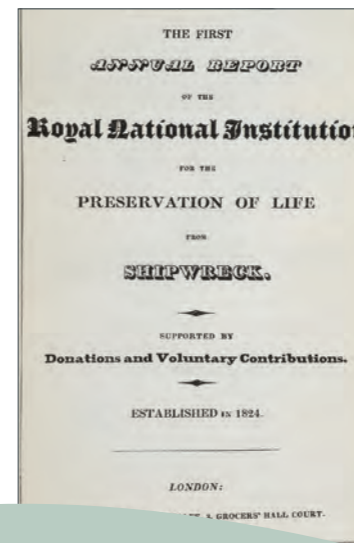 THE FIRST
ANNUAL REPORT
OF THE
Royal National Institution
FOR THE
PRESERVATION OF LIFE
FROM
SHIPWRECK.
SUPPORTED BY
Donations and Voluntary Contributions.
ESTABLISHED IN 1824.
LONDON:
GROCERS' HALL COURT.